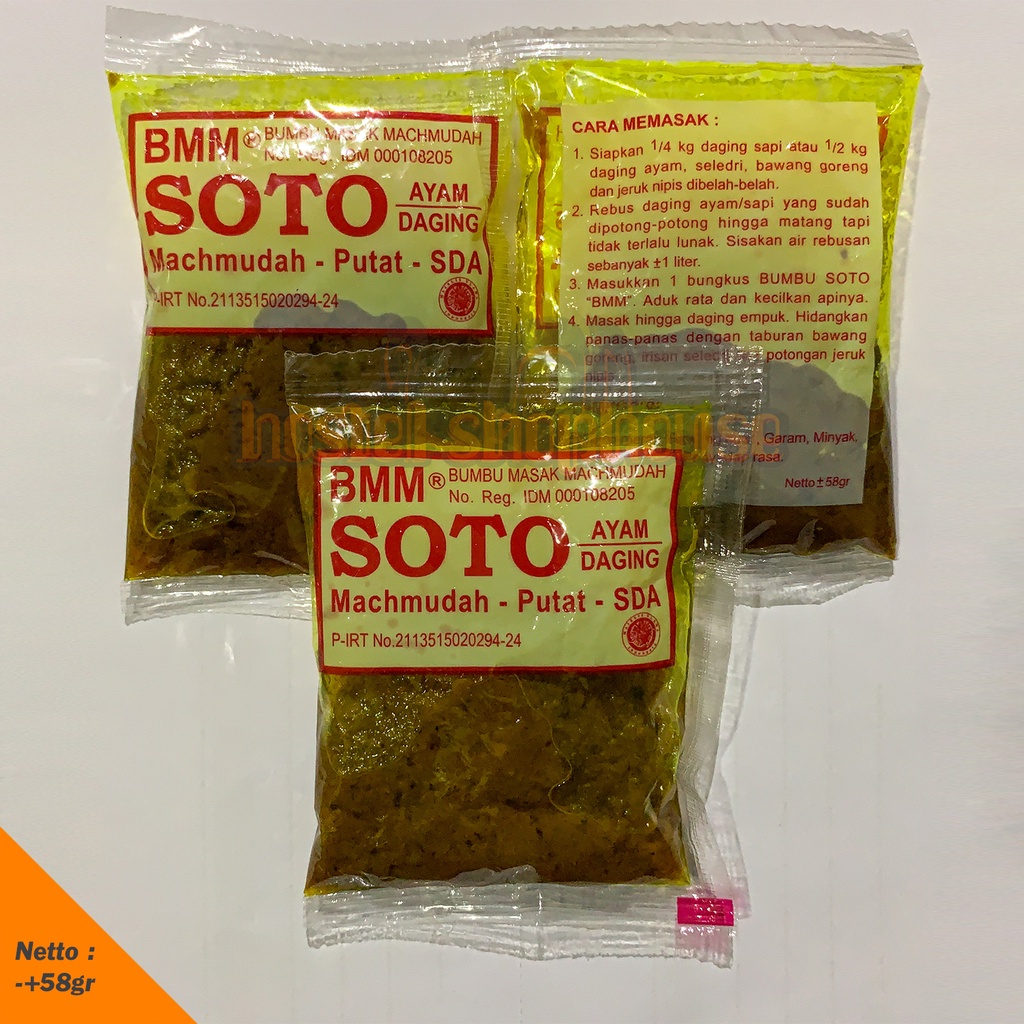 BMM® BUMBU MASAK MACHMUDAH
No. Reg. IDM 000108205
SOTO AYAM
DAGING
Machmudah - Putat - SDA
P-IRT No.2113515020294-24
CARA MEMASAK :
1. Siapkan 1/4 kg daging sapi atau 1/2 kg
daging ayam, seledri, bawang goreng
dan jeruk nipis dibelah-belah.
2. Rebus daging ayam/sapi yang sudah
dipotong-potong hingga matang tapi
tidak terlalu lunak. Sisakan air rebusan
sebanyak ±1 liter.
3. Masukkan 1 bungkus BUMBU SOTO
"BMM". Aduk rata dan kecilkan apinya.
4. Masak hingga daging empuk. Hidangkan
panas-panas dengan taburan bawang
goreng, irisan potongan jeruk
nipis
, Garam, Minyak,
Netto ± 58gr
BMM® BUMBU MASAK MACHMUDAH
No. Reg. IDM 000108205
SOTO AYAM
DAGING
Machmudah - Putat - SDA
P-IRT No.2113515020294-24
Netto :
-+58gr